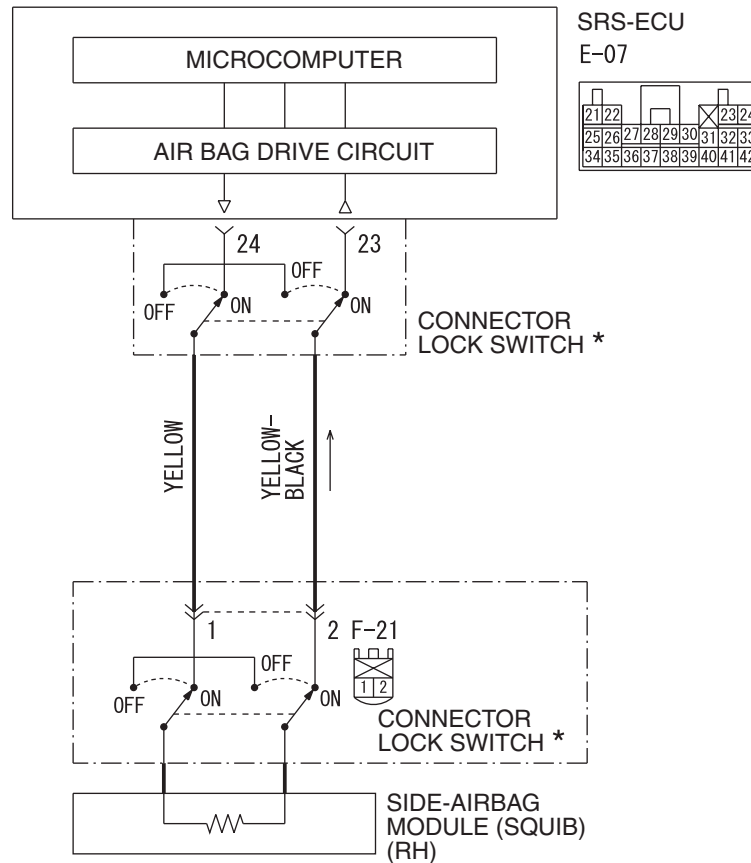 SRS-ECU
E-07
MICROCOMPUTER
AIR BAG DRIVE CIRCUIT
21 22 23 24
25 26 27 28 29 30 31 32 33
34 35 36 37 38 39 40 41 42
24 23
OFF
OFF ON ON
CONNECTOR
LOCK SWITCH *
YELLOW
YELLOW-
BLACK
1 2 F-21
OFF
1 2
OFF ON ON
CONNECTOR
LOCK SWITCH *
SIDE-AIRBAG
MODULE (SQUIB)
(RH)